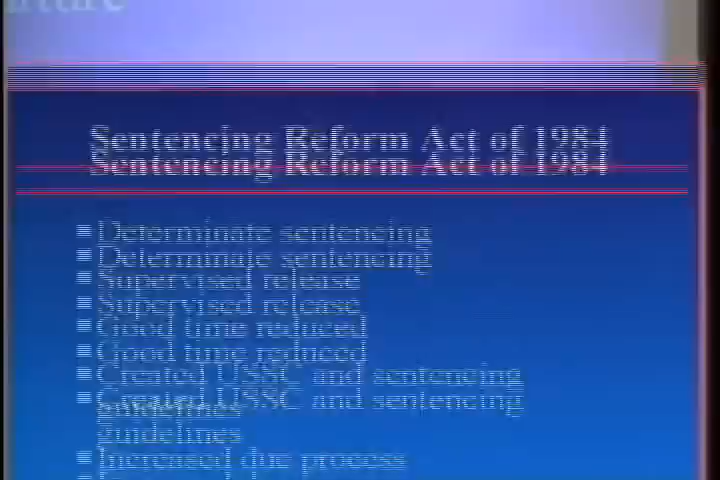 Sentencing Reform Act of 1984
Determinate sentencing
Supervised release
Good time reduced
Created USSC and sentencing
guidelines
Increased due process